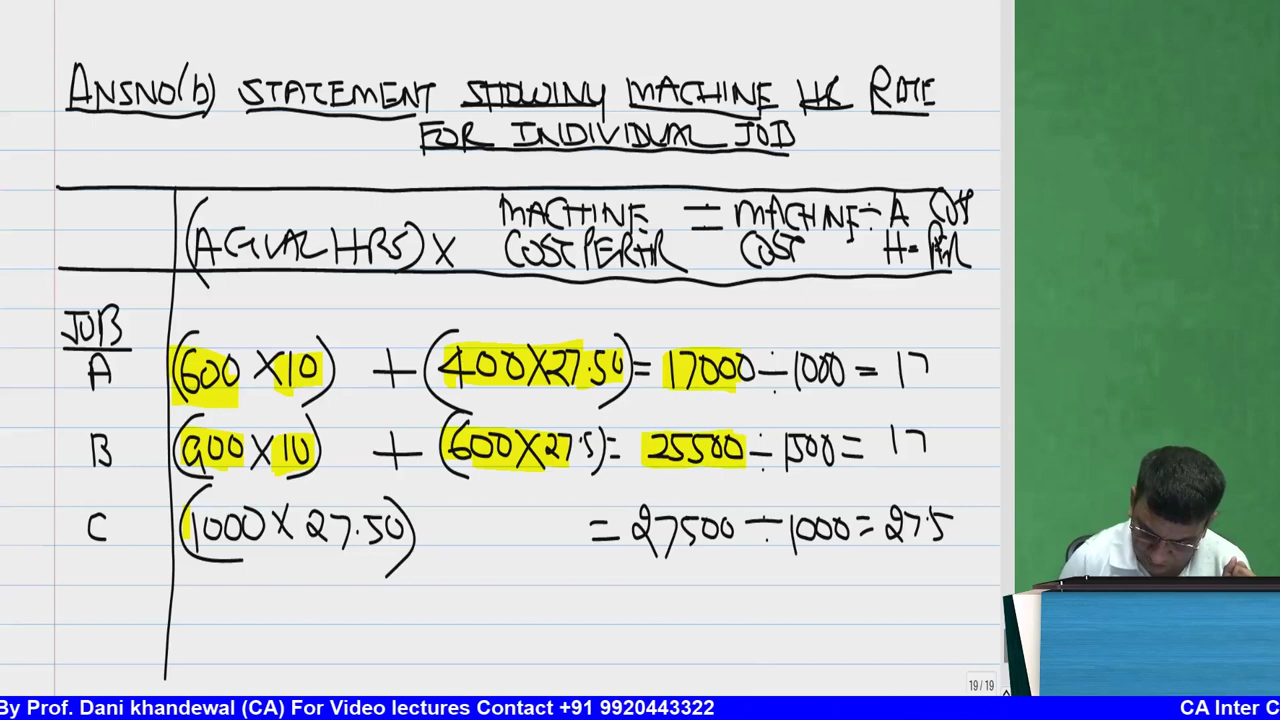 ANSNO(b) STATEMENT SHOWING MACHINE HR RATE
FOR INDIVIDUAL JOB
(ACTUAL HRS) × MACHINE COST PER HR = MACHINE COST ÷ A H =
JOB
A (600 × 10) + (400 × 27.50) = 17000 ÷ 1000 = 17
B (900 × 10) + (600 × 27.5) = 25500 ÷ 1500 = 17
C (1000 × 27.50) = 27500 ÷ 1000 = 27.5
19/19
By Prof. Dani khandewal (CA) For Video lectures Contact +91 9920443322 CA Inter C